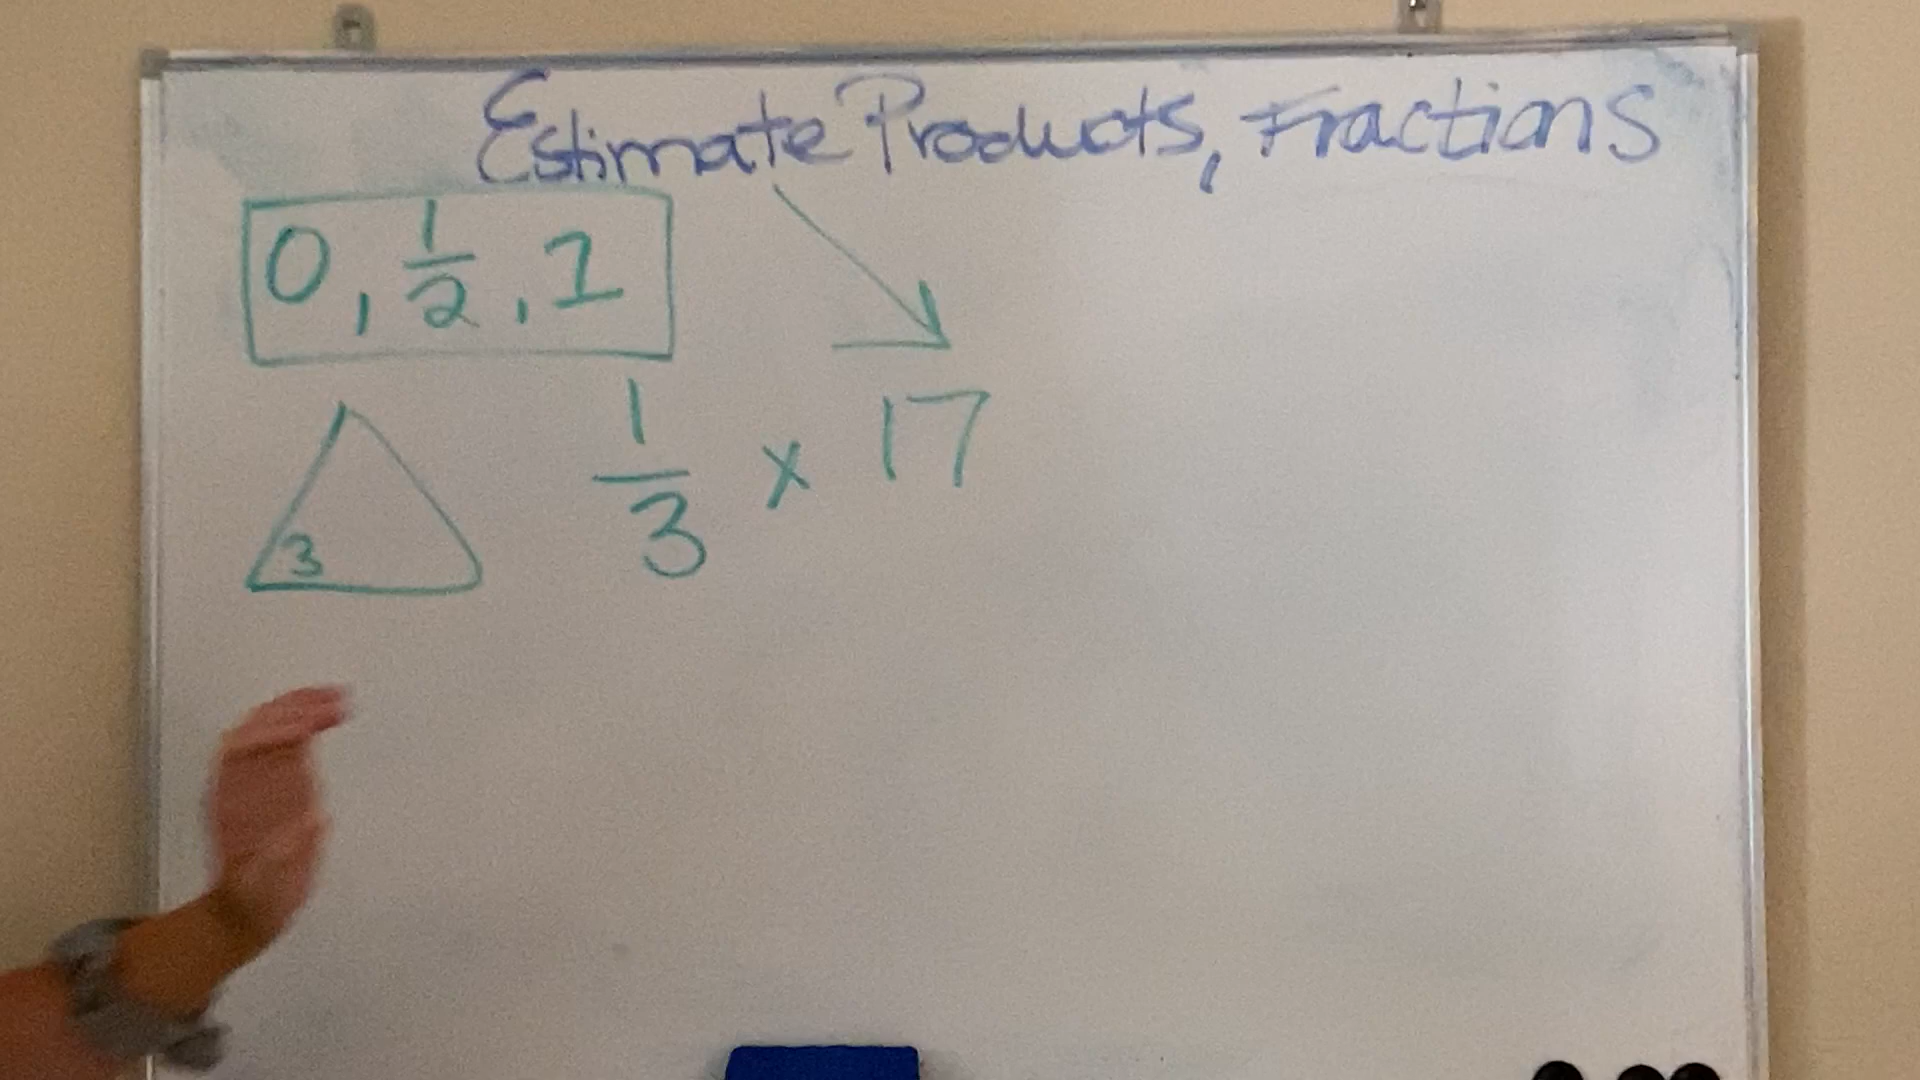 Estimate Products, Fractions
0, 1/2, 1
1/3 x 17
3